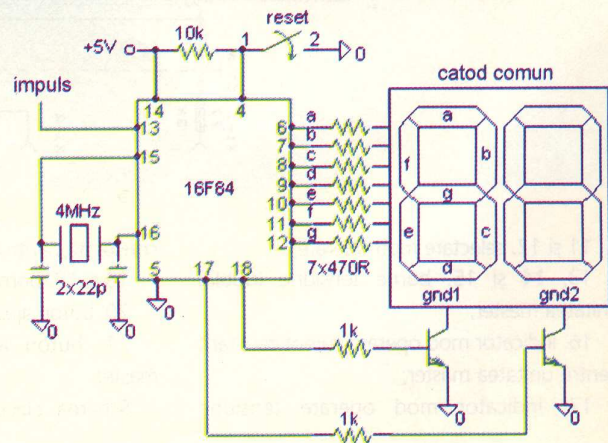 reset
10k
1
2
0
+5V
catod comun
impuls
14
4
13
6
a
a
15
7
b
f
b
8
c
16F84
9
d
g
4MHz
10
e
e
c
16
11
f
12
g
d
5
17
18
7x470R
gnd1
gnd2
2x22p
0
0
0
1k
0
0
1k